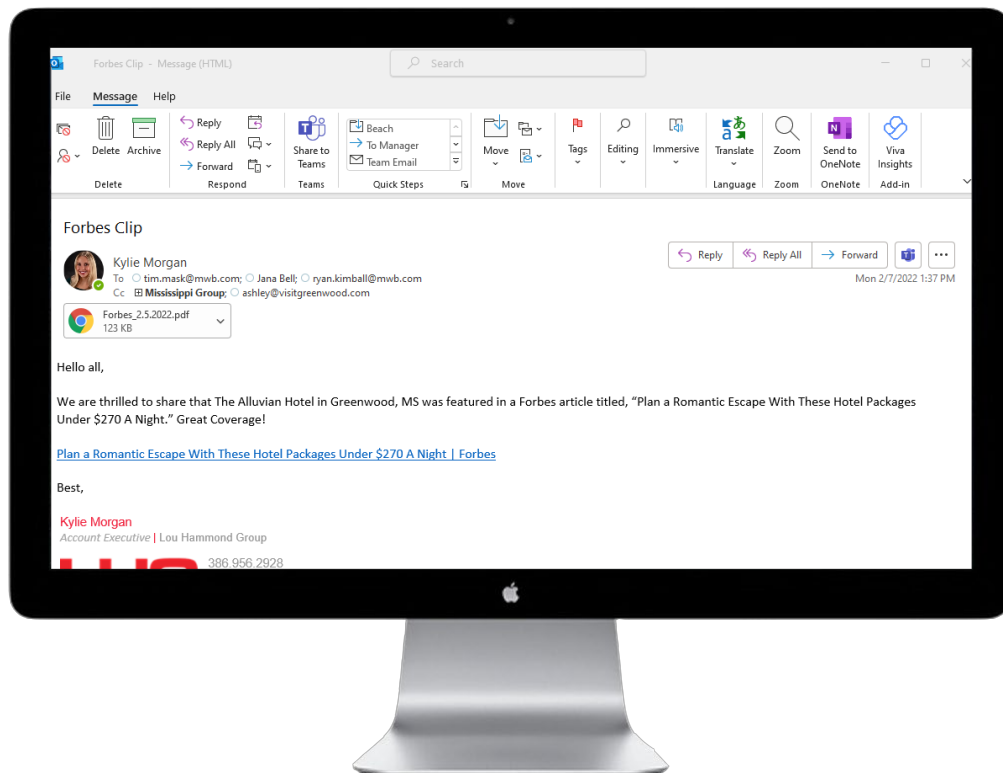 Forbes Clip - Message (HTML)
Search
File Message Help
Delete
Archive
Reply
Reply All
Forward
Share to
Teams
Beach
To Manager
Team Email
Move
Tags
Editing
Immersive
Translate
Zoom
Send to
OneNote
Viva
Insights
Delete Respond Teams Quick Steps Move Language Zoom OneNote Add-in
Forbes Clip
Kylie Morgan
To tim.mask@mwb.com; Jana Bell; ryan.kimball@mwb.com
Cc Mississippi Group; ashley@visitgreenwood.com
Reply Reply All Forward
Mon 2/7/2022 1:37 PM
Forbes_2.5.2022.pdf
123 KB
Hello all,
We are thrilled to share that The Alluvian Hotel in Greenwood, MS was featured in a Forbes article titled, “Plan a Romantic Escape With These Hotel Packages
Under $270 A Night.” Great Coverage!
Plan a Romantic Escape With These Hotel Packages Under $270 A Night | Forbes
Best,
Kylie Morgan
Account Executive | Lou Hammond Group
386.956.2928